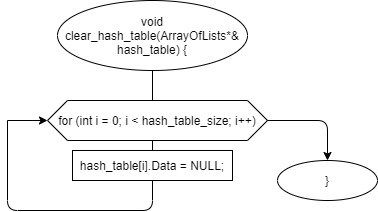 void
clear_hash_table(ArrayOfLists*&
hash_table) {
for (int i = 0; i < hash_table_size; i++)
hash_table[i].Data = NULL;
}